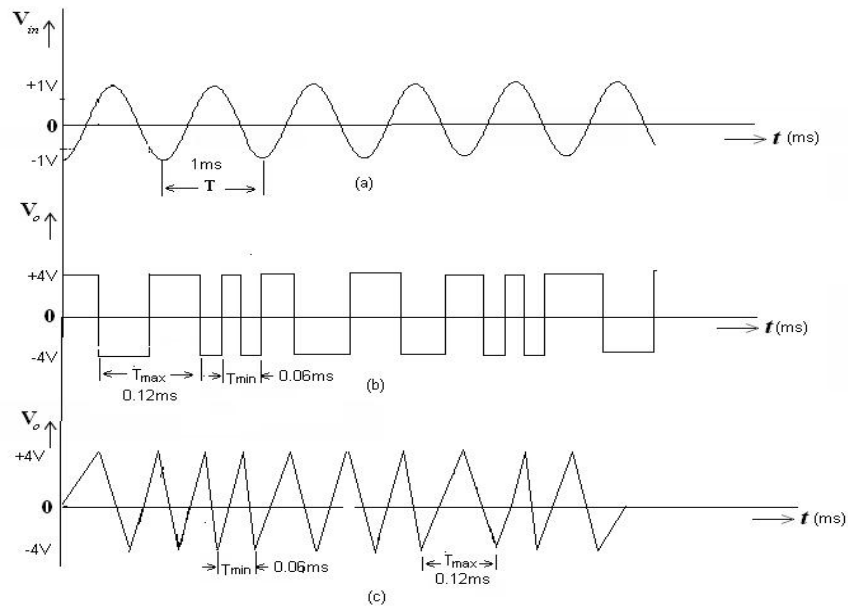 Vin
+1V
0
-1V
1ms
T
t (ms)
(a)
Vo
+4V
0
-4V
t (ms)
Tmax
0.12ms
Tmin
0.06ms
(b)
Vo
+4V
0
-4V
t (ms)
Tmin
0.06ms
Tmax
0.12ms
(c)